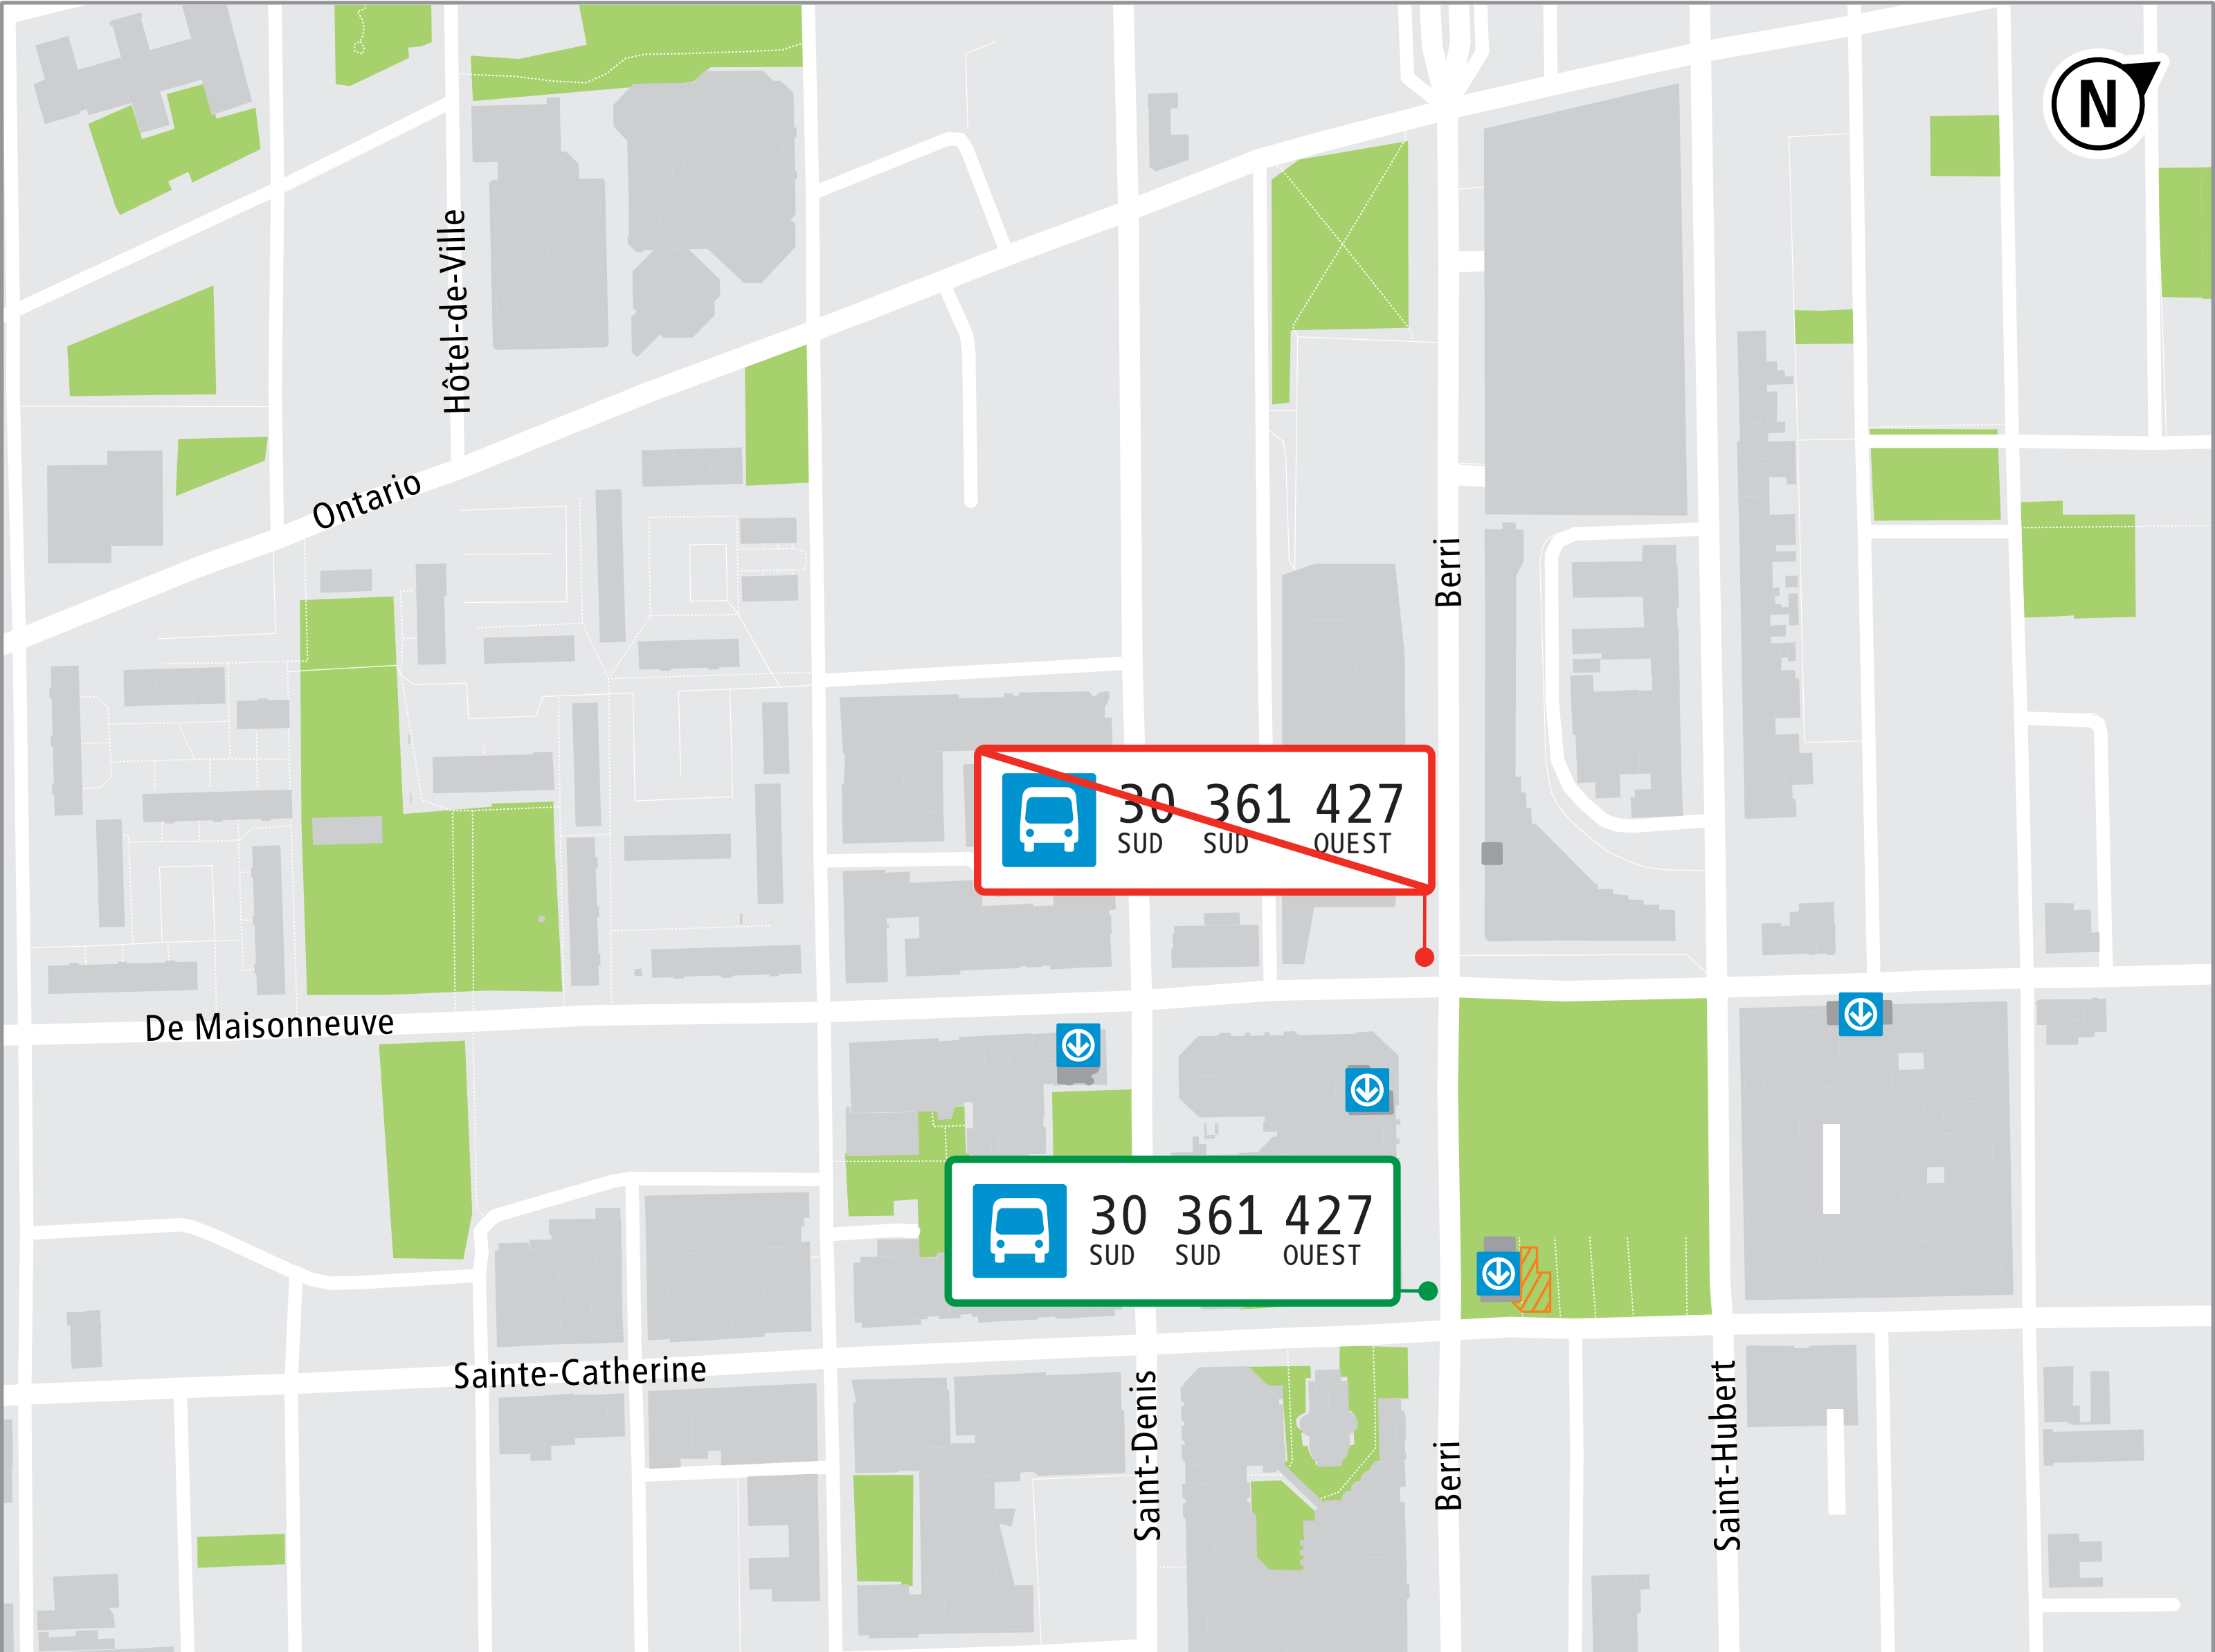 N
Hôtel-de-Ville
Ontario
Berri
30 361 427
SUD SUD OUEST
De Maisonneuve
30 361 427
SUD SUD OUEST
Sainte-Catherine
Saint-Denis
Berri
Saint-Hubert